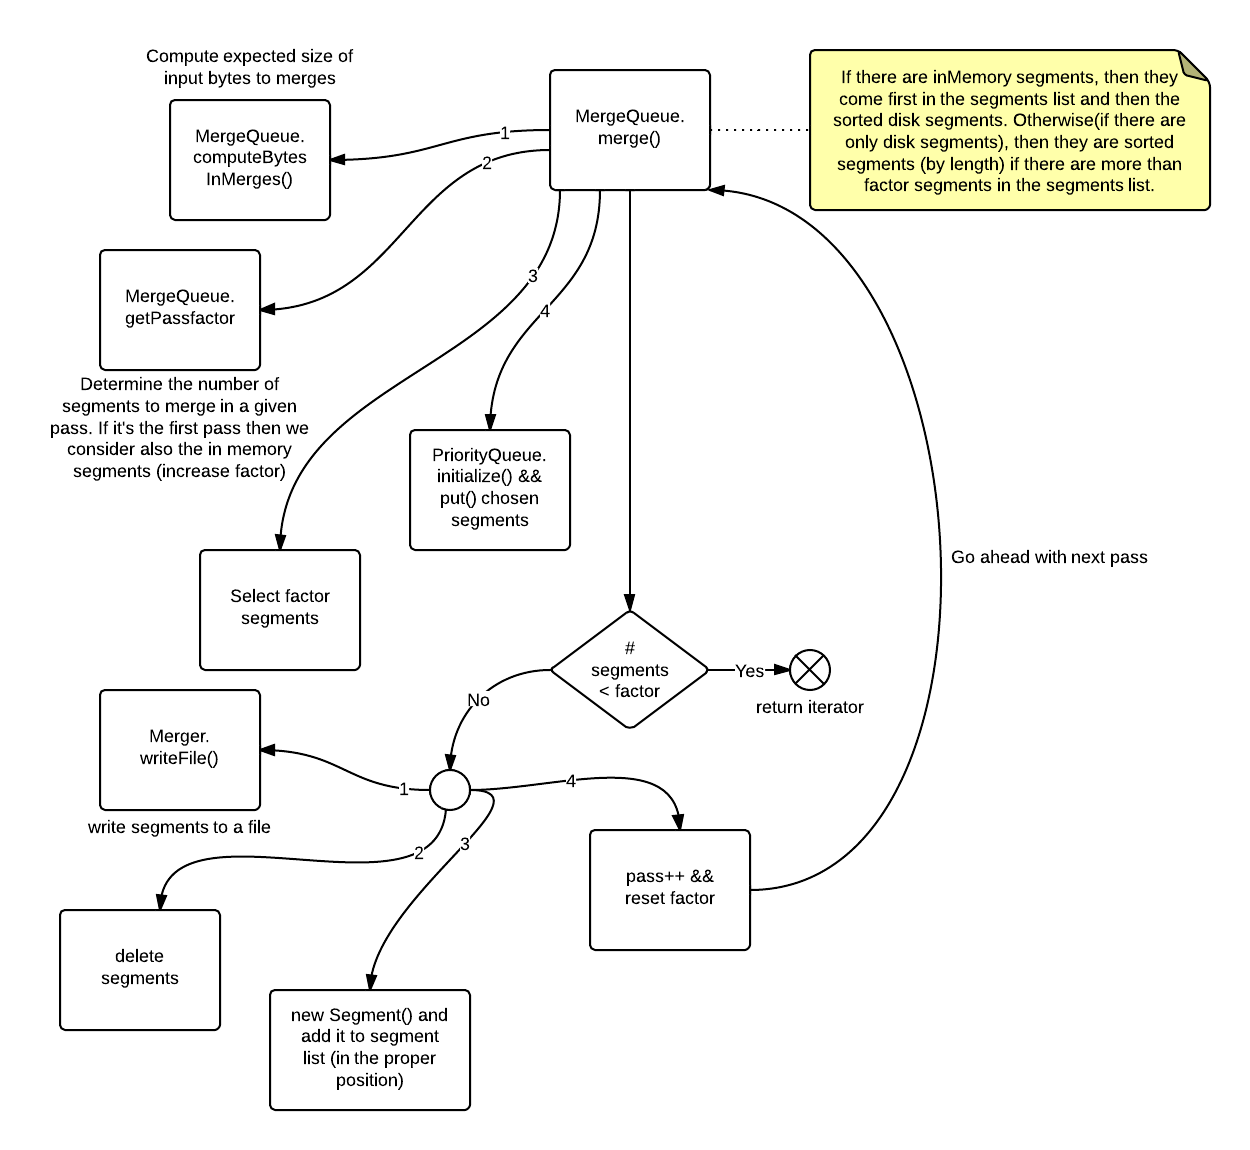 Compute expected size of
input bytes to merges
MergeQueue.
computeBytes
InMerges()
1
2
MergeQueue.
merge()
If there are inMemory segments, then they
come first in the segments list and then the
sorted disk segments. Otherwise(if there are
only disk segments), then they are sorted
segments (by length) if there are more than
factor segments in the segments list.
MergeQueue.
getPassfactor
Determine the number of
segments to merge in a given
pass. If it's the first pass then we
consider also the in memory
segments (increase factor)
3
4
PriorityQueue.
initialize() &&
put() chosen
segments
Select factor
segments
Go ahead with next pass
#
segments
< factor
Yes
return iterator
No
Merger.
writeFile()
write segments to a file
1
2
3
4
pass++ &&
reset factor
delete
segments
new Segment() and
add it to segment
list (in the proper
position)